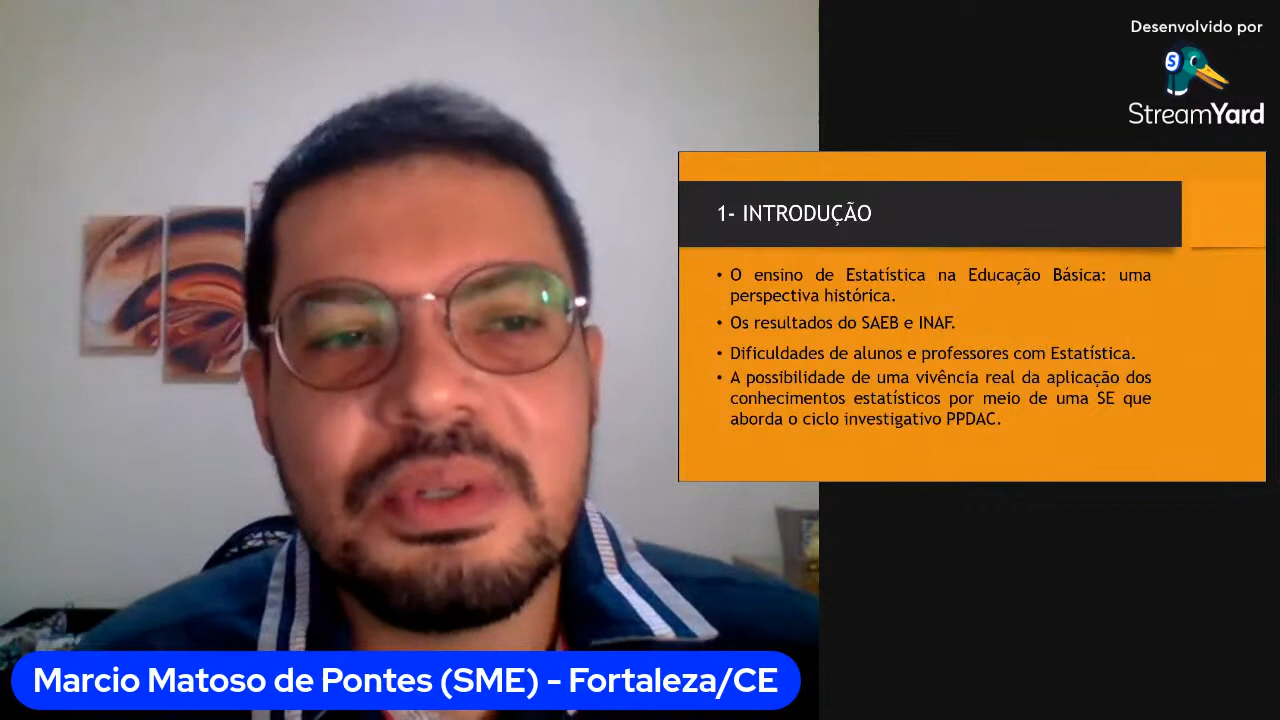 Desenvolvido por
S
StreamYard
1- INTRODUÇÃO
• O ensino de Estatística na Educação Básica: uma
perspectiva histórica.
• Os resultados do SAEB e INAF.
• Dificuldades de alunos e professores com Estatística.
• A possibilidade de uma vivência real da aplicação dos
conhecimentos estatísticos por meio de uma SE que
aborda o ciclo investigativo PPDAC.
Marcio Matoso de Pontes (SME) - Fortaleza/CE